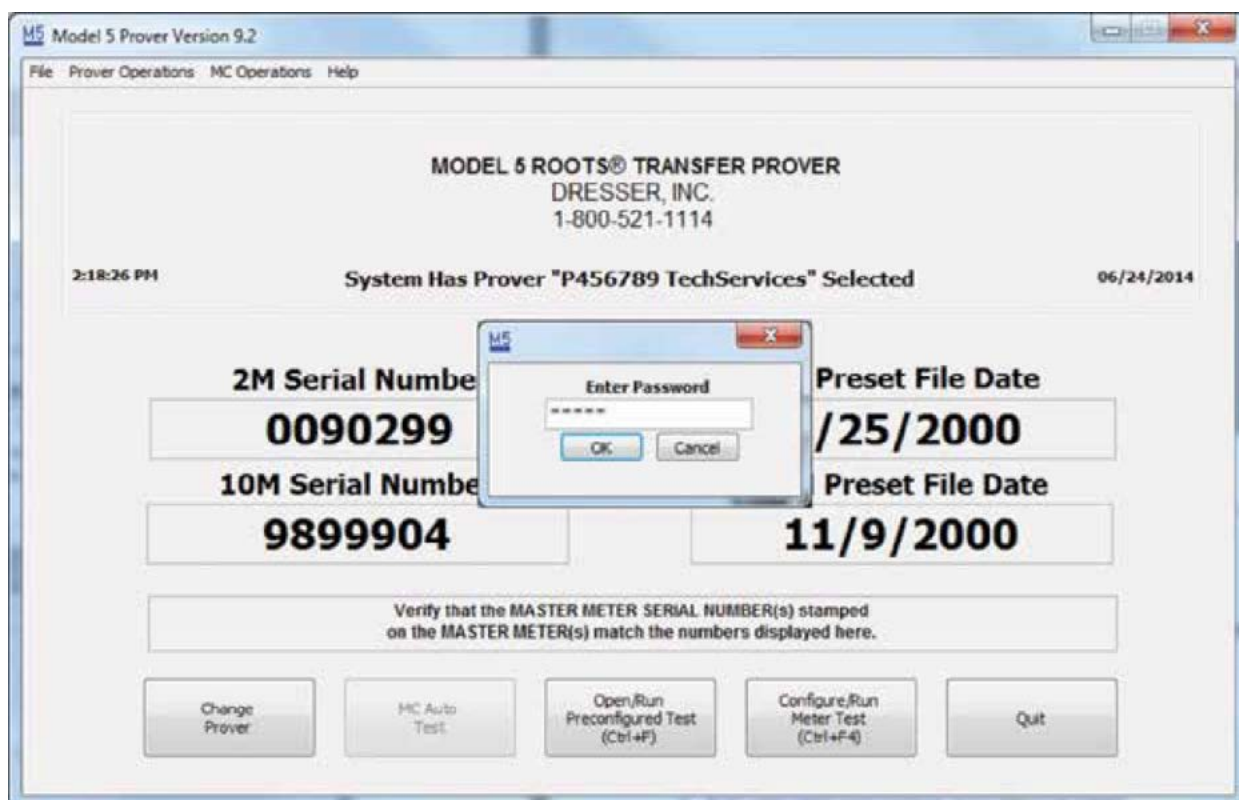 M5 Model 5 Prover Version 9.2
File Prover Operations MC Operations Help
MODEL 5 ROOTS® TRANSFER PROVER
DRESSER, INC.
1-800-521-1114
2:18:26 PM System Has Prover "P456789 TechServices" Selected 06/24/2014
M5
Enter Password
*****
OK Cancel
2M Serial Numbe Preset File Date
0090299 /25/2000
10M Serial Numbe Preset File Date
9899904 11/9/2000
Verify that the MASTER METER SERIAL NUMBER(s) stamped
on the MASTER METER(s) match the numbers displayed here.
Change
Prover
MC Auto
Test
Open/Run
Preconfigured Test
(Ctrl+F)
Configure/Run
Meter Test
(Ctrl+F4)
Quit